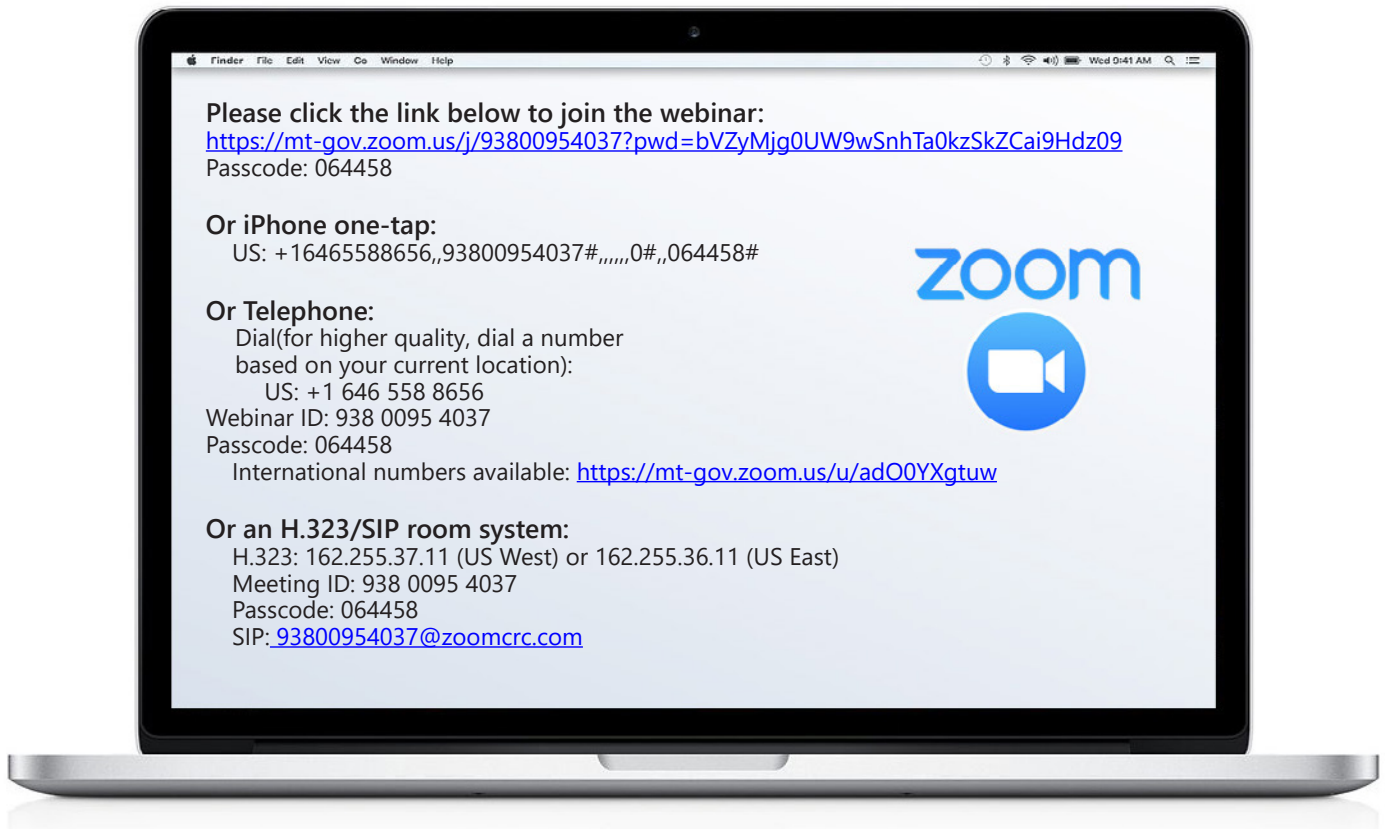 Finder File Edit View Go Window Help Wed 9:41 AM
Please click the link below to join the webinar:
https://mt-gov.zoom.us/j/93800954037?pwd=bVZyMjg0UW9wSnhTa0kzSkZCai9Hdz09
Passcode: 064458
Or iPhone one-tap:
US: +16465588656,,93800954037#,,,,,,0#,,064458#
zoom
Or Telephone:
Dial(for higher quality, dial a number
based on your current location):
US: +1 646 558 8656
Webinar ID: 938 0095 4037
Passcode: 064458
International numbers available: https://mt-gov.zoom.us/u/adO0YXgtuw
Or an H.323/SIP room system:
H.323: 162.255.37.11 (US West) or 162.255.36.11 (US East)
Meeting ID: 938 0095 4037
Passcode: 064458
SIP: 93800954037@zoomcrc.com